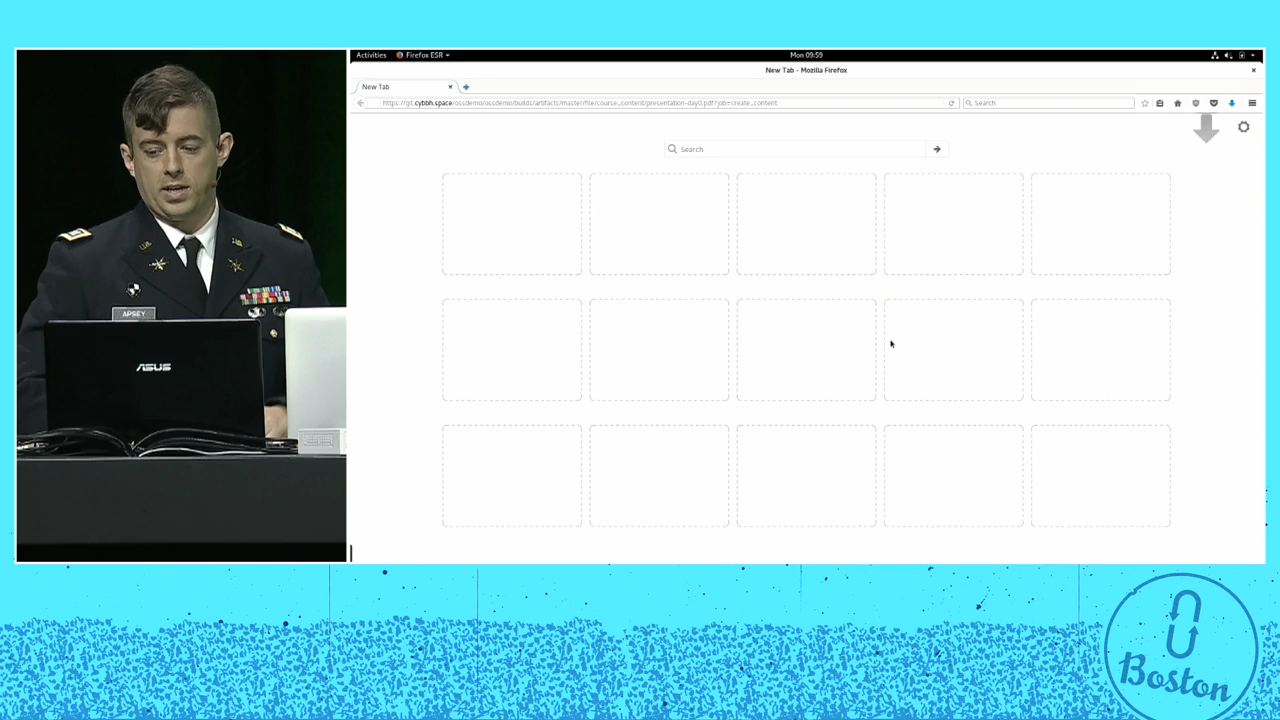 Activities
Firefox ESR
Mon 09:59
New Tab - Mozilla Firefox
New Tab
https://git.cybbh.space/ossdemo/ossdemo/builds/artifacts/master/file/course_content/presentation-day0.pdf?job=create_content
Search
Search
APSEY
ASUS
Boston